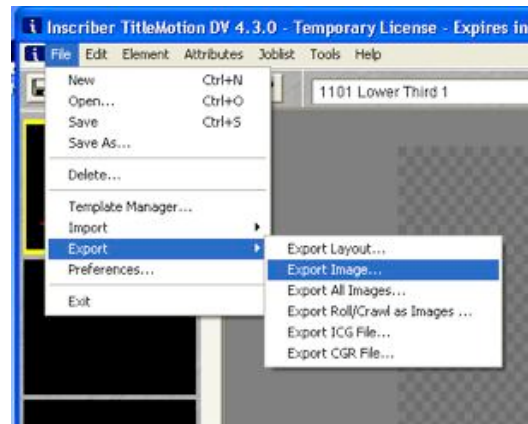 Inscriber TitleMotion DV 4.3.0 - Temporary License - Expires in
File Edit Element Attributes Joblist Tools Help
New Ctrl+N
Open... Ctrl+O
Save Ctrl+S
Save As...
1101 Lower Third 1
Delete...
Template Manager...
Import
Export
Preferences...
Exit
Export Layout...
Export Image...
Export All Images...
Export Roll/Crawl as Images ...
Export ICG File...
Export CGR File...